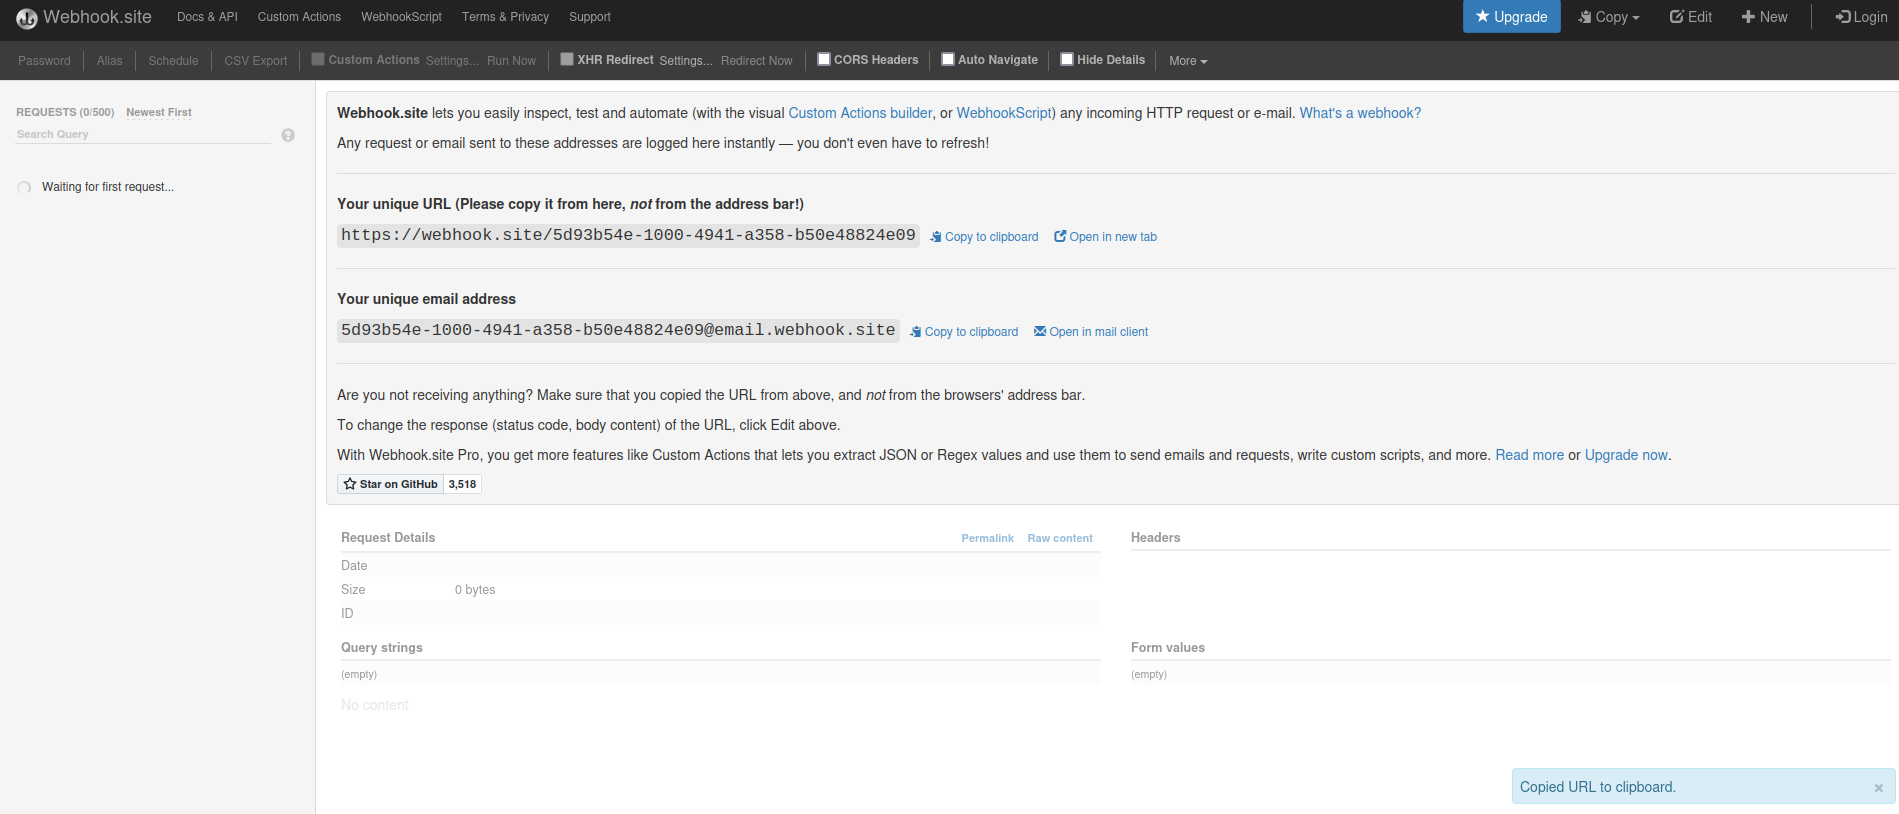 Webhook.site Docs & API Custom Actions WebhookScript Terms & Privacy Support Upgrade Copy Edit New Login
Password Alias Schedule CSV Export Custom Actions Settings... Run Now XHR Redirect Settings... Redirect Now CORS Headers Auto Navigate Hide Details More
REQUESTS (0/500) Newest First
Search Query
Waiting for first request...
Webhook.site lets you easily inspect, test and automate (with the visual Custom Actions builder, or WebhookScript) any incoming HTTP request or e-mail. What's a webhook?
Any request or email sent to these addresses are logged here instantly — you don't even have to refresh!
Your unique URL (Please copy it from here, not from the address bar!)
https://webhook.site/5d93b54e-1000-4941-a358-b50e48824e09 Copy to clipboard Open in new tab
Your unique email address
5d93b54e-1000-4941-a358-b50e48824e09@email.webhook.site Copy to clipboard Open in mail client
Are you not receiving anything? Make sure that you copied the URL from above, and not from the browsers' address bar.
To change the response (status code, body content) of the URL, click Edit above.
With Webhook.site Pro, you get more features like Custom Actions that lets you extract JSON or Regex values and use them to send emails and requests, write custom scripts, and more. Read more or Upgrade now.
Star on GitHub 3,518
Request Details Permalink Raw content
Date
Size 0 bytes
ID
Headers
Query strings
(empty)
Form values
(empty)
No content
Copied URL to clipboard. ×